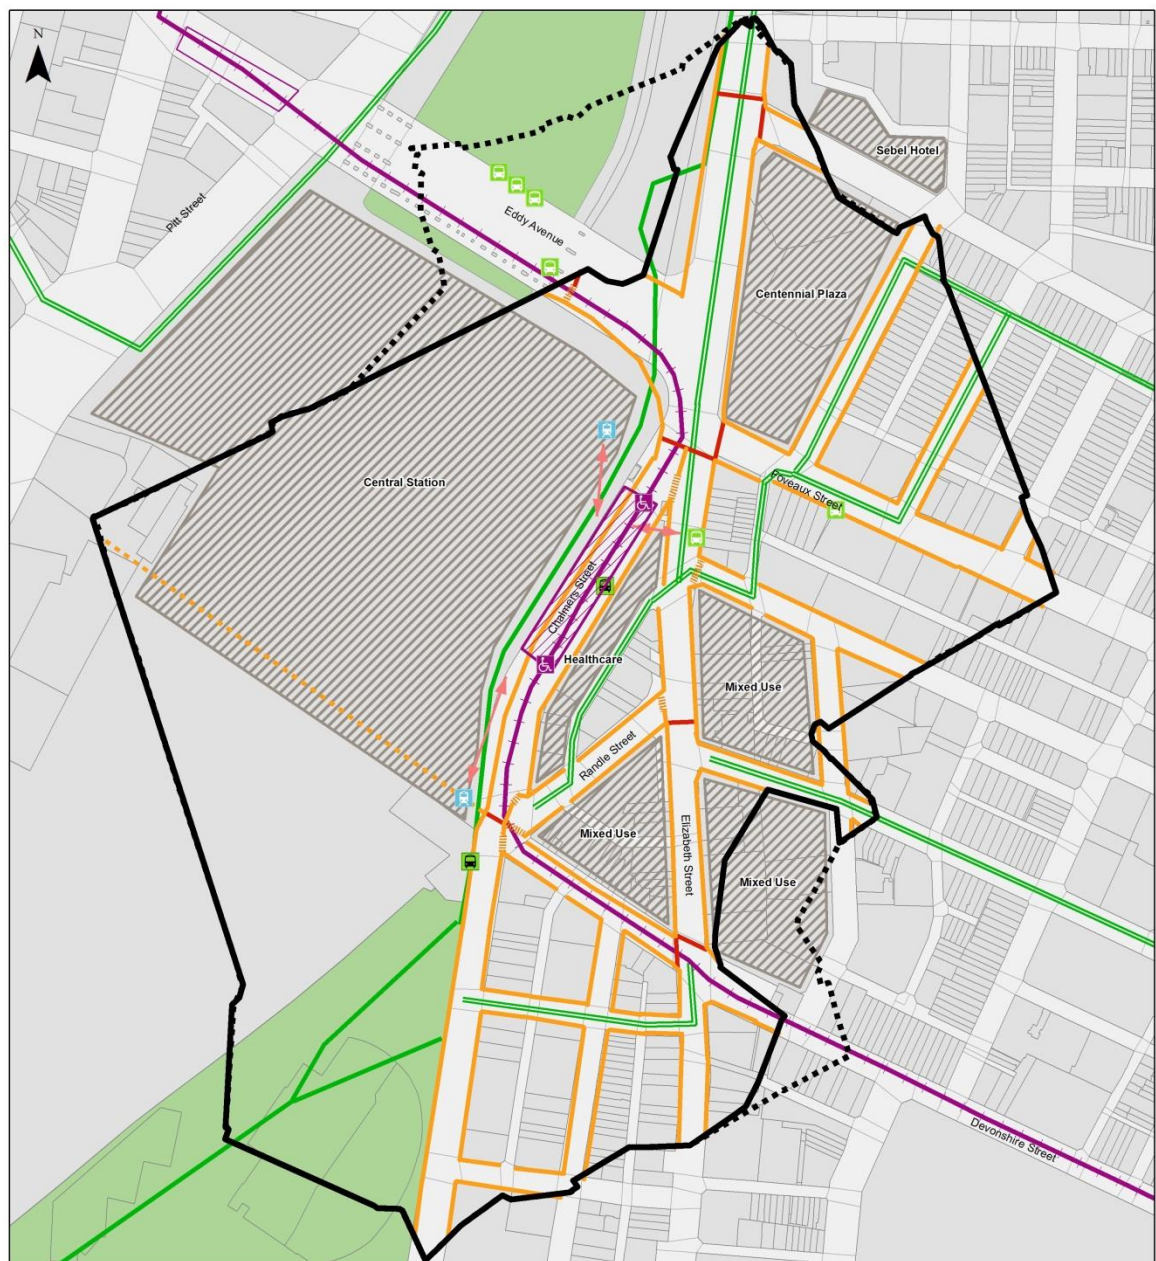 N
Sebel Hotel
Pitt Street
Eddy Avenue
Centennial Plaza
Central Station
Foveaux Street
Chalmers Street
Healthcare
Mixed Use
Randle Street
Mixed Use
Elizabeth Street
Mixed Use
Devonshire Street